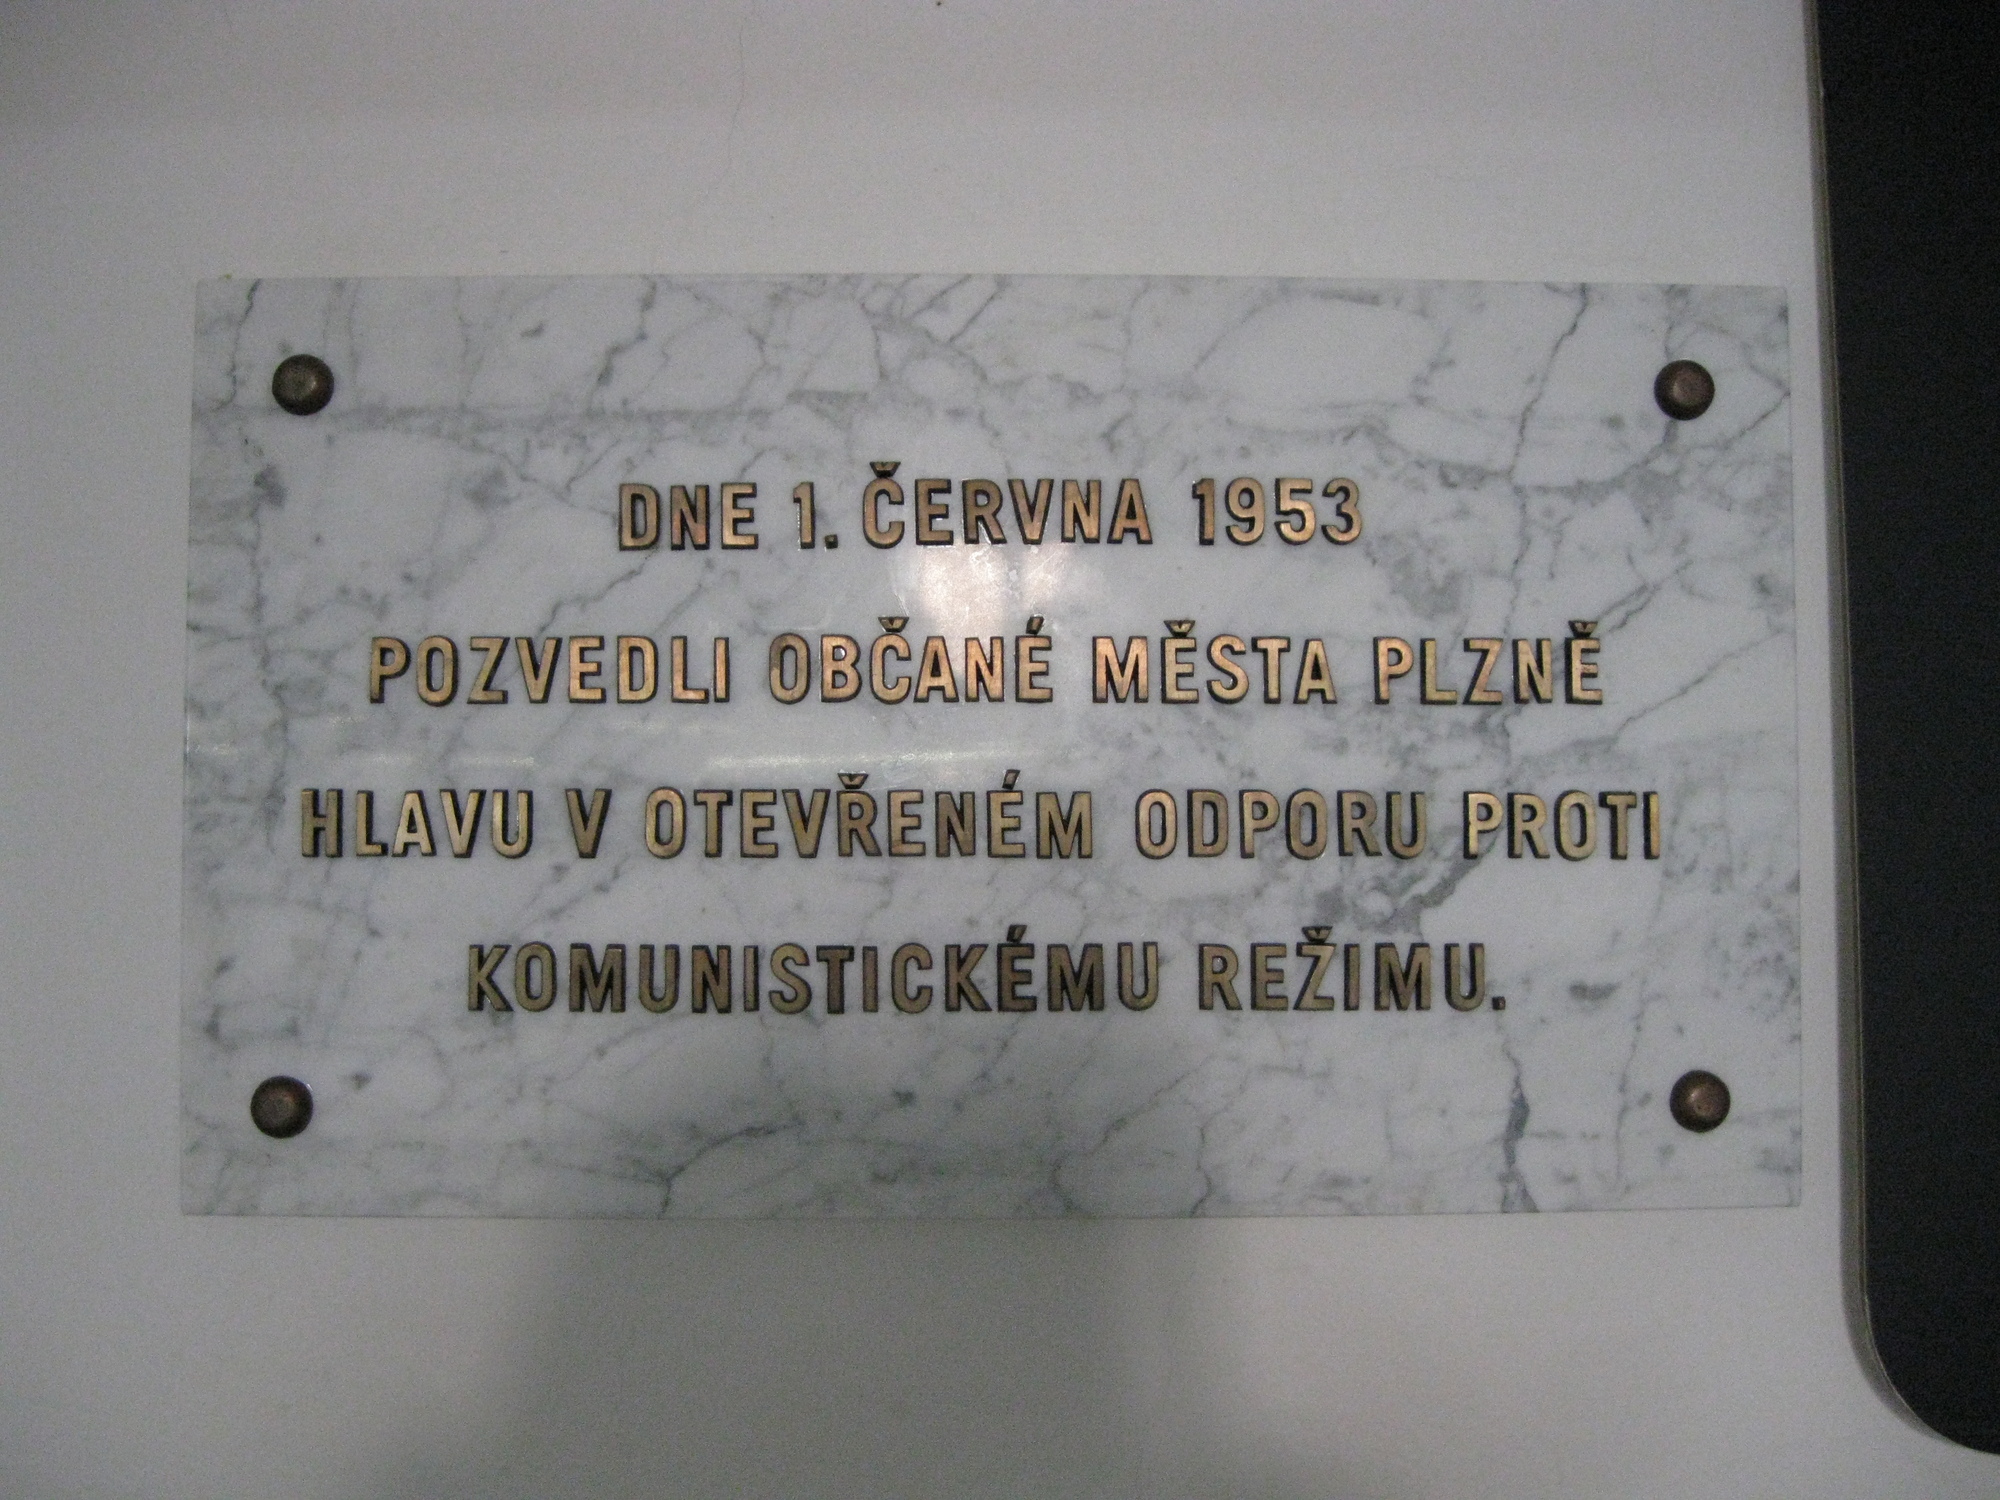 DNE 1. ČERVNA 1953
POZVEDLI OBČANÉ MĚSTA PLZNĚ
HLAVU V OTEVŘENÉM ODPORU PROTI
KOMUNISTICKÉMU REŽIMU.